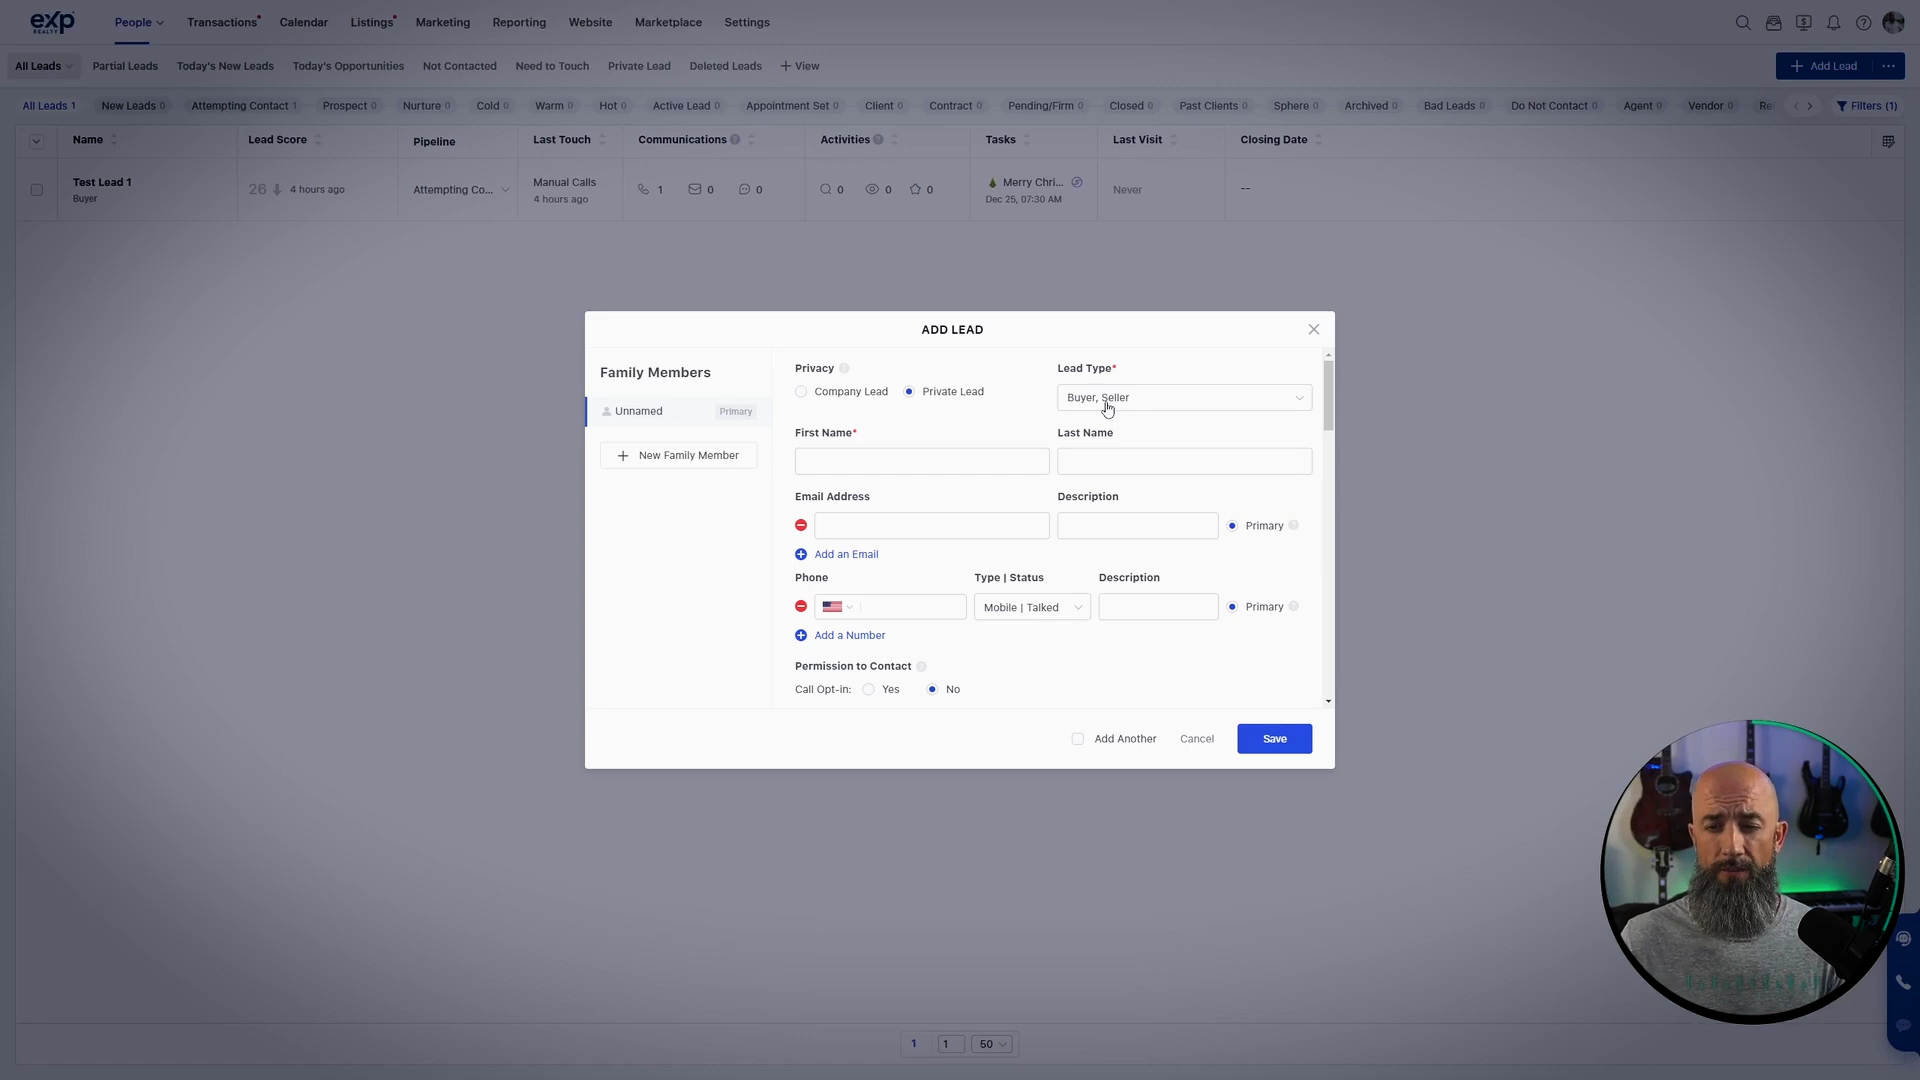 eXp REALTY People Transactions Calendar Listings Marketing Reporting Website Marketplace Settings
All Leads Partial Leads Today's New Leads Today's Opportunities Not Contacted Need to Touch Private Lead Deleted Leads + View + Add Lead ...
All Leads 1 New Leads 0 Attempting Contact 1 Prospect 0 Nurture 0 Cold 0 Warm 0 Hot 0 Active Lead 0 Appointment Set 0 Client 0 Contract 0 Pending/Firm 0 Closed 0 Past Clients 0 Sphere 0 Archived 0 Bad Leads 0 Do Not Contact 0 Agent 0 Vendor 0 Re Filters (1)
Name Lead Score Pipeline Last Touch Communications Activities Tasks Last Visit Closing Date
Test Lead 1
Buyer
26 4 hours ago
Attempting Co...
Manual Calls
4 hours ago
1 0 0
0 0 0
Merry Chri...
Dec 25, 07:30 AM
Never
--
ADD LEAD
Family Members
Unnamed Primary
+ New Family Member
Privacy Lead Type*
Company Lead Private Lead Buyer, Seller
First Name* Last Name
Email Address Description
Primary
Add an Email
Phone Type | Status Description
Mobile | Talked Primary
Add a Number
Permission to Contact
Call Opt-in: Yes No
Add Another Cancel Save
1 1 50